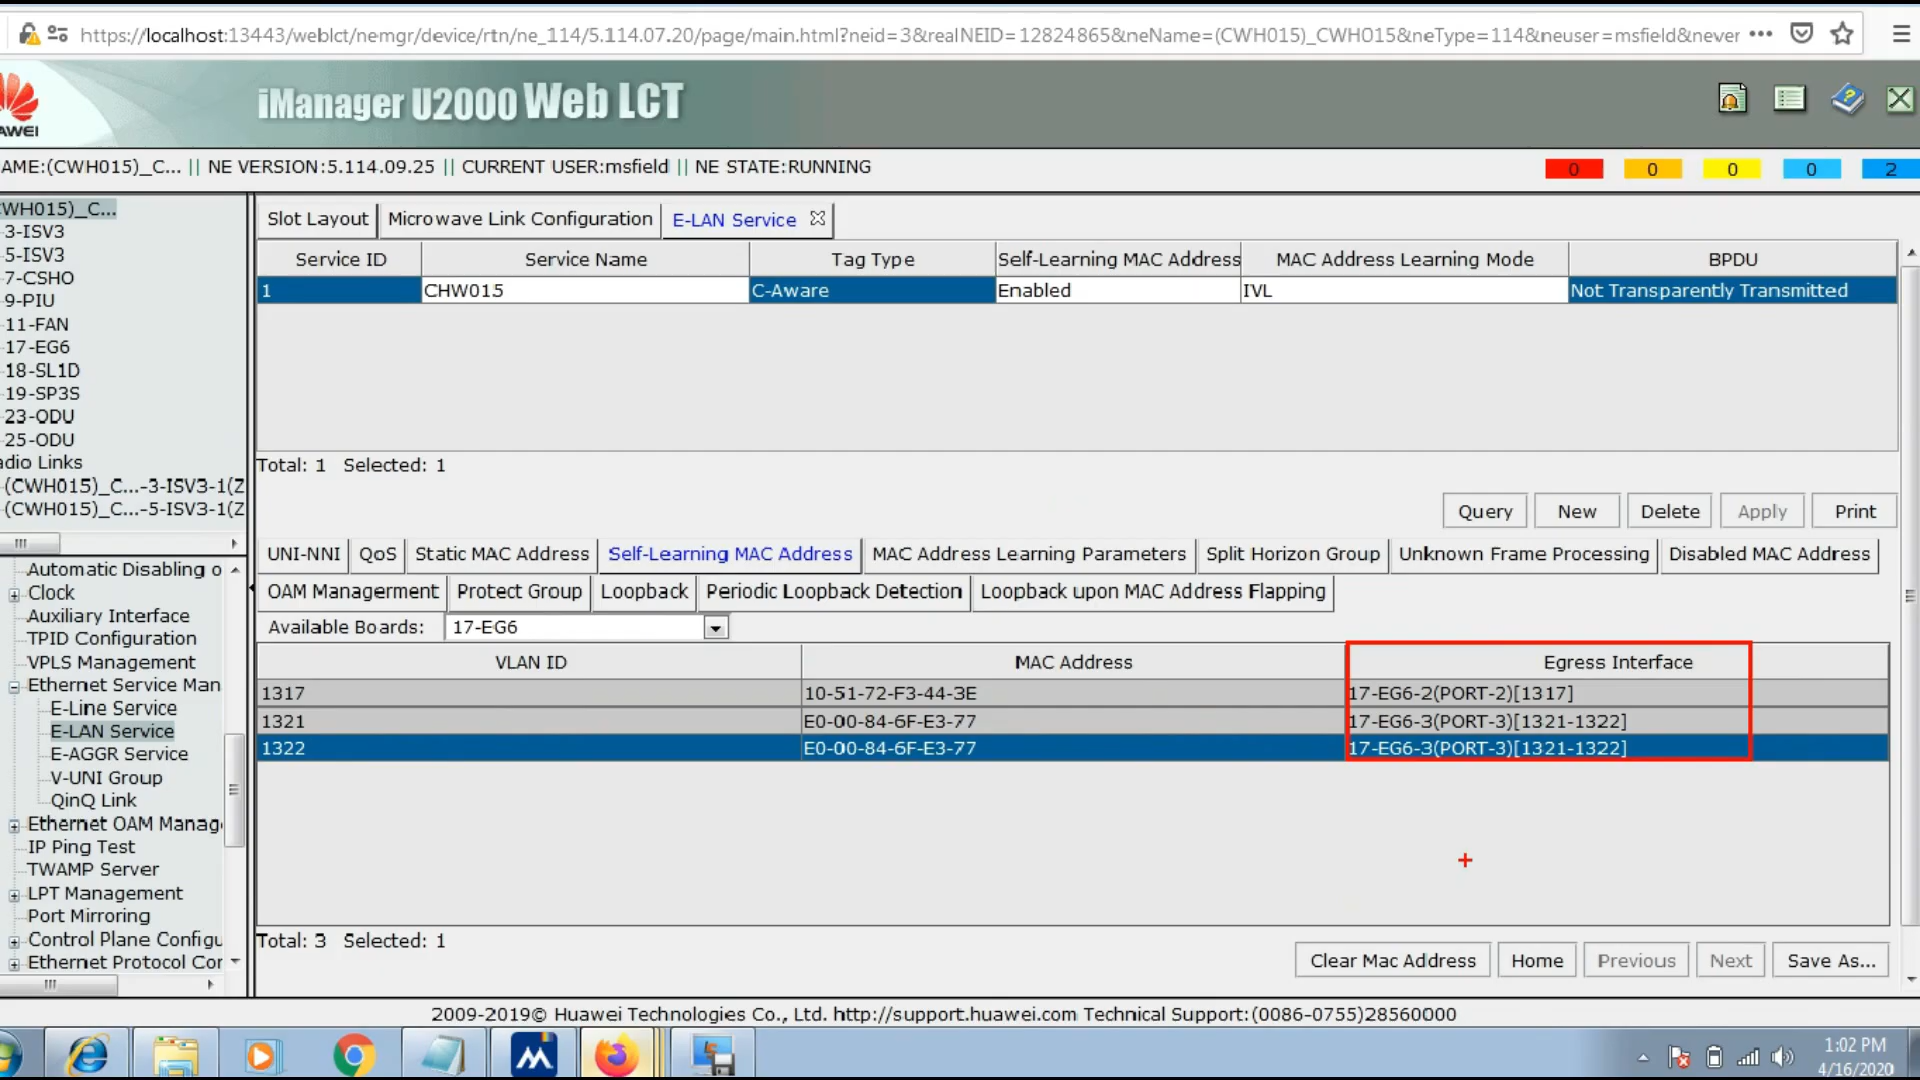 https://localhost:13443/weblct/nemgr/device/rtn/ne_114/5.114.07.20/page/main.html?neid=3&realNEID=12824865&neName=(CWH015)_CWH015&neType=114&neuser=msfield&never
AWEI
iManager U2000 Web LCT
AME:(CWH015)_C... || NE VERSION:5.114.09.25 || CURRENT USER:msfield || NE STATE:RUNNING
0 0 0 0 2
CWH015)_C...
3-ISV3
5-ISV3
7-CSHO
9-PIU
11-FAN
17-EG6
18-SL1D
19-SP3S
23-ODU
25-ODU
adio Links
(CWH015)_C...-3-ISV3-1(Z
(CWH015)_C...-5-ISV3-1(Z
Automatic Disabling o
Clock
Auxiliary Interface
TPID Configuration
VPLS Management
Ethernet Service Man
E-Line Service
E-LAN Service
E-AGGR Service
V-UNI Group
QinQ Link
Ethernet OAM Manag
IP Ping Test
TWAMP Server
LPT Management
Port Mirroring
Control Plane Configu
Ethernet Protocol Cor
Slot Layout Microwave Link Configuration E-LAN Service
Service ID Service Name Tag Type Self-Learning MAC Address MAC Address Learning Mode BPDU
1 CHW015 C-Aware Enabled IVL Not Transparently Transmitted
Total: 1 Selected: 1
Query New Delete Apply Print
UNI-NNI QoS Static MAC Address Self-Learning MAC Address MAC Address Learning Parameters Split Horizon Group Unknown Frame Processing Disabled MAC Address
OAM Managerment Protect Group Loopback Periodic Loopback Detection Loopback upon MAC Address Flapping
Available Boards: 17-EG6
VLAN ID MAC Address Egress Interface
1317 10-51-72-F3-44-3E 17-EG6-2(PORT-2)[1317]
1321 E0-00-84-6F-E3-77 17-EG6-3(PORT-3)[1321-1322]
1322 E0-00-84-6F-E3-77 17-EG6-3(PORT-3)[1321-1322]
Total: 3 Selected: 1
Clear Mac Address Home Previous Next Save As...
2009-2019© Huawei Technologies Co., Ltd. http://support.huawei.com Technical Support:(0086-0755)28560000
1:02 PM
4/16/2020